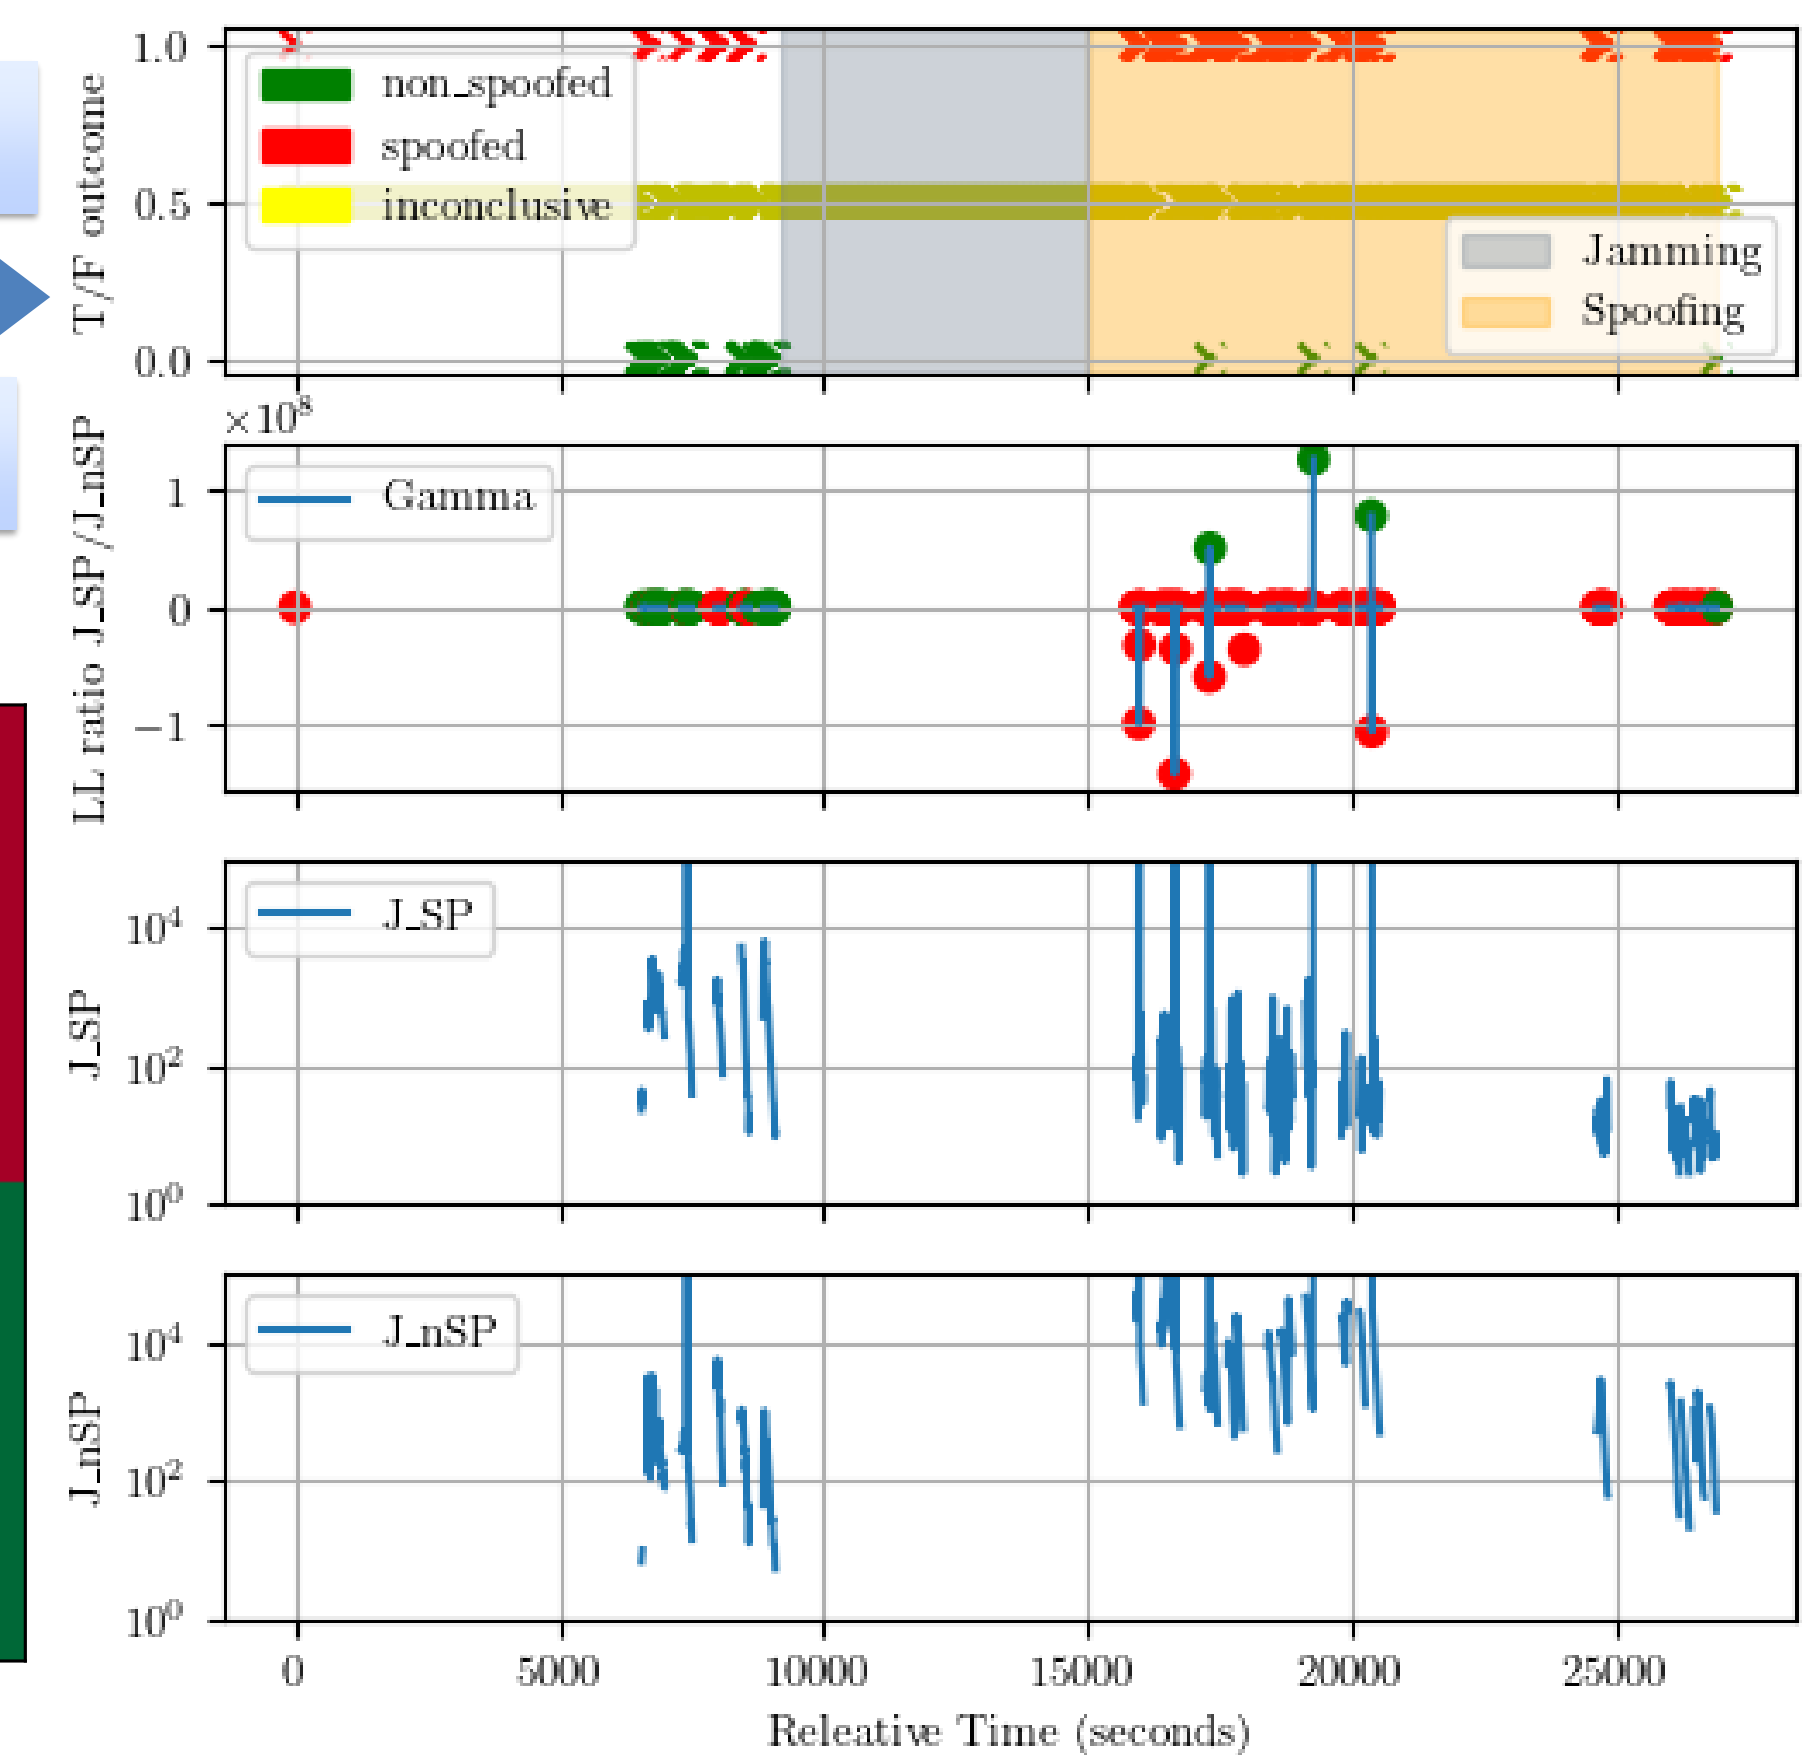 T/F outcome
1.0
0.5
0.0
non_spoofed
spoofed
inconclusive
Jamming
Spoofing
×10⁸
LL ratio J_SP/J_nSP
1
0
−1
Gamma
J_SP
10⁴
10²
10⁰
J_SP
J_nSP
10⁴
10²
10⁰
J_nSP
0 5000 10000 15000 20000 25000
Releative Time (seconds)